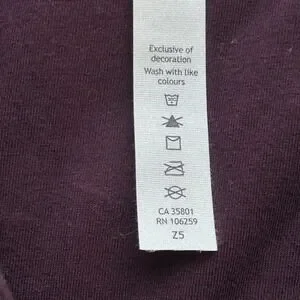 Exclusive of
decoration
Wash with like
colours
CA 35801
RN 106259
Z5